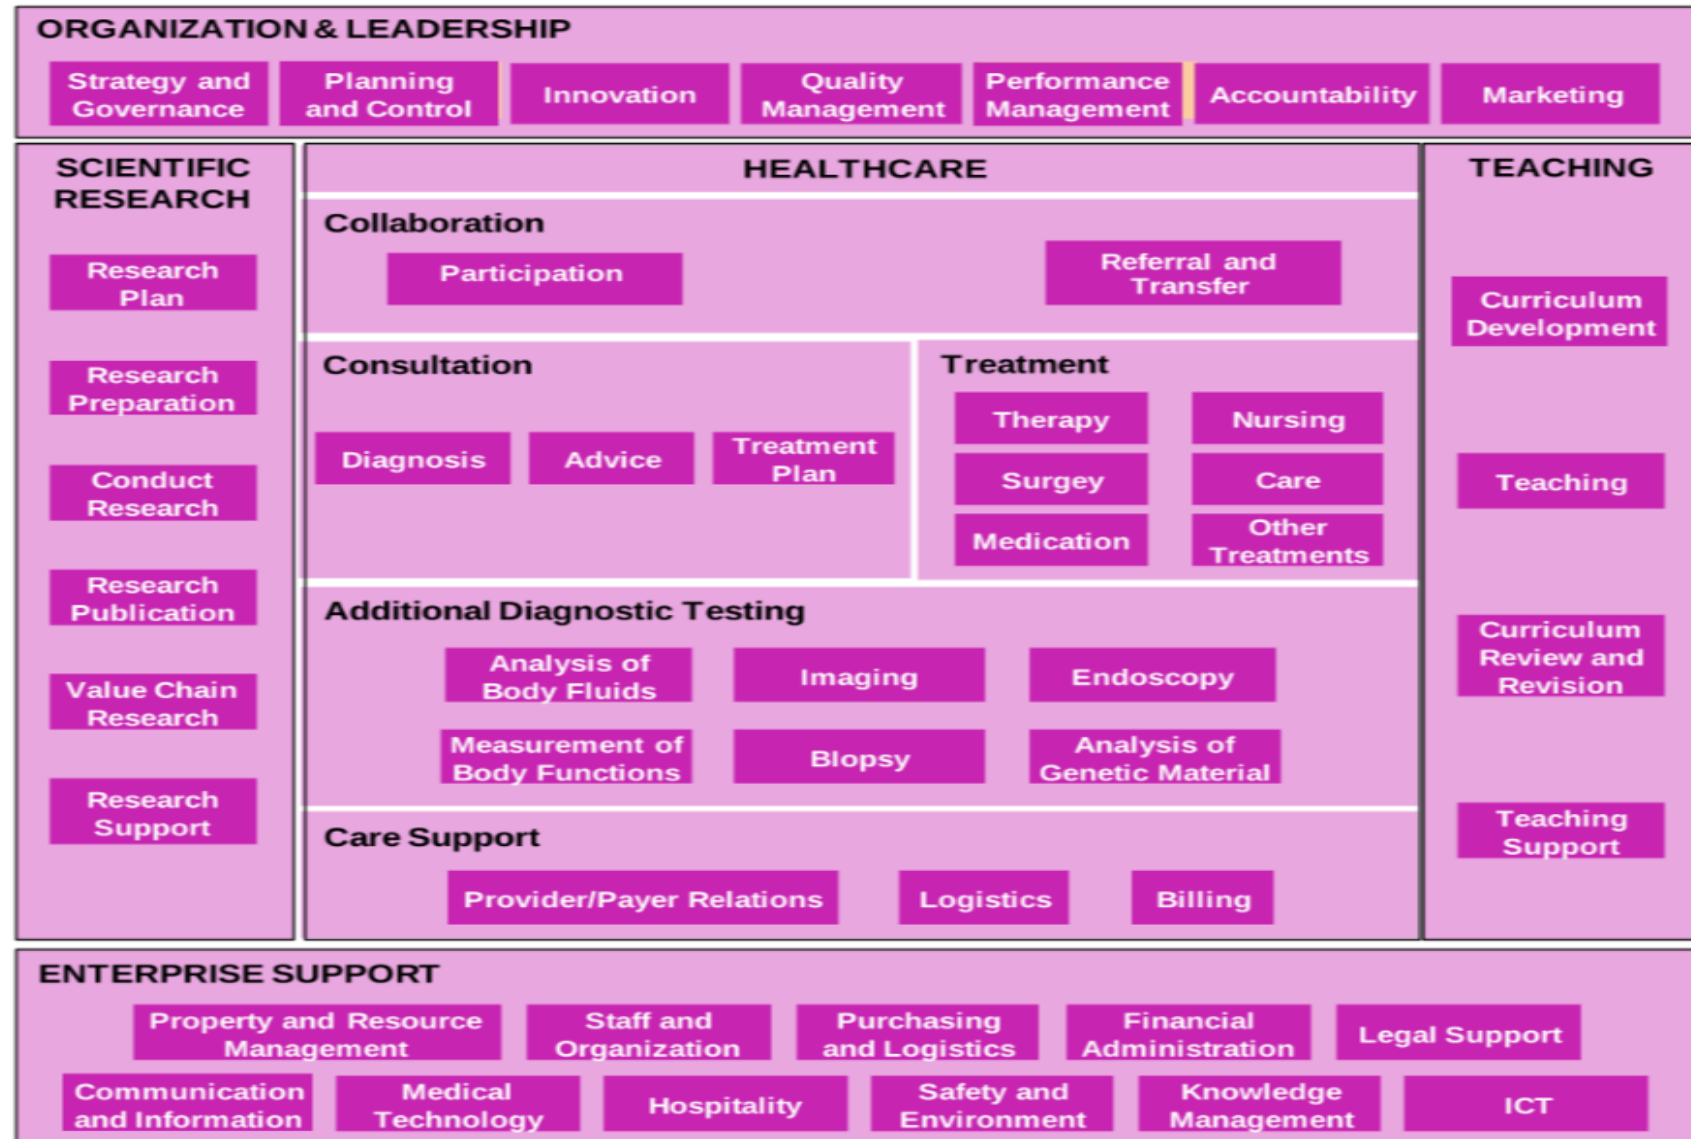 ORGANIZATION & LEADERSHIP
Strategy and
Governance
Planning
and Control
Innovation
Quality
Management
Performance
Management
Accountability
Marketing
SCIENTIFIC
RESEARCH
Research
Plan
Research
Preparation
Conduct
Research
Research
Publication
Value Chain
Research
Research
Support
HEALTHCARE
Collaboration
Participation
Referral and
Transfer
Consultation
Diagnosis
Advice
Treatment
Plan
Treatment
Therapy
Nursing
Surgey
Care
Medication
Other
Treatments
Additional Diagnostic Testing
Analysis of
Body Fluids
Imaging
Endoscopy
Measurement of
Body Functions
Blopsy
Analysis of
Genetic Material
Care Support
Provider/Payer Relations
Logistics
Billing
TEACHING
Curriculum
Development
Teaching
Curriculum
Review and
Revision
Teaching
Support
ENTERPRISE SUPPORT
Property and Resource
Management
Staff and
Organization
Purchasing
and Logistics
Financial
Administration
Legal Support
Communication
and Information
Medical
Technology
Hospitality
Safety and
Environment
Knowledge
Management
ICT